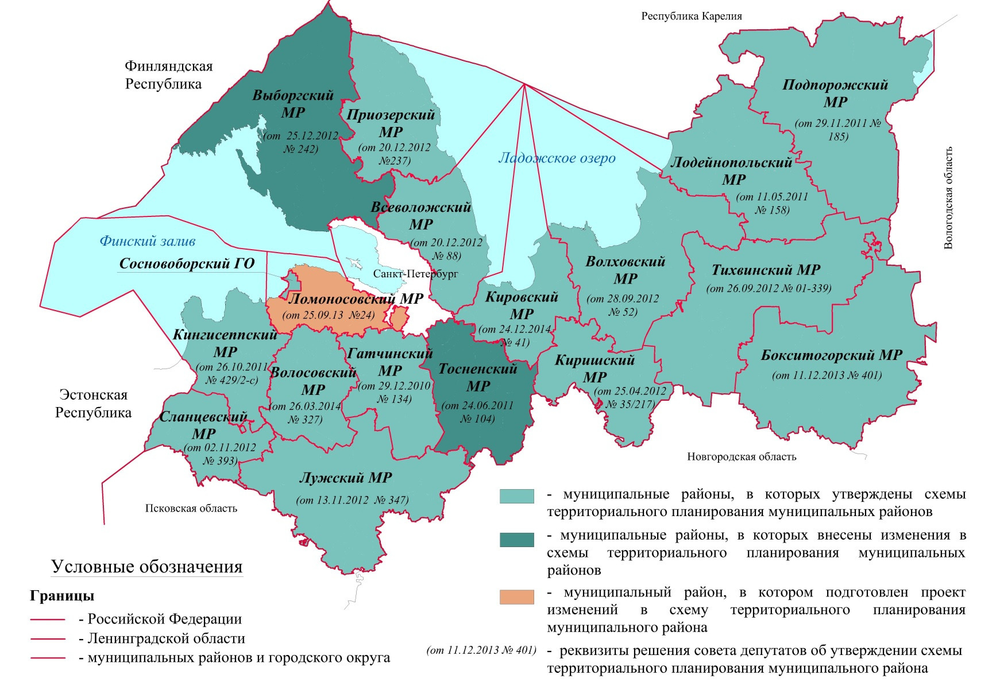 Республика Карелия
Финляндская
Республика
Выборгский
МР
(от 25.12.2012
№ 242)
Приозерский
МР
(от 20.12.2012
№237)
Подпорожский
МР
(от 29.11.2011 №
185)
Ладожское озеро
Лодейнопольский
МР
(от 11.05.2011
№ 158)
Вологодская область
Всеволожский
МР
(от 20.12.2012
№ 88)
Финский залив
Сосновоборский ГО
Санкт-Петербург
Волховский
МР
(от 28.09.2012
№ 52)
Тихвинский МР
(от 26.09.2012 № 01-339)
Ломоносовский МР
(от 25.09.13 №24)
Кировский
МР
(от 24.12.2014
№ 41)
Кингисеппский
МР
(от 26.10.2011
№ 429/2-с)
Волосовский
МР
(от 26.03.2014
№ 327)
Гатчинский
МР
(от 29.12.2010
№ 134)
Тосненский
МР
(от 24.06.2011
№ 104)
Киришский
МР
(от 25.04.2012
№ 35/217)
Бокситогорский МР
(от 11.12.2013 № 401)
Эстонская
Республика
Сланцевский
МР
(от 02.11.2012
№ 393)
Лужский МР
(от 13.11.2012 № 347)
Новгородская область
Псковская область
Условные обозначения
Границы
- Российской Федерации
- Ленинградской области
- муниципальных районов и городского округа
- муниципальные районы, в которых утверждены схемы
территориального планирования муниципальных районов
- муниципальные районы, в которых внесены изменения в
схемы территориального планирования муниципальных
районов
- муниципальный район, в котором подготовлен проект
изменений в схему территориального планирования
муниципального района
(от 11.12.2013 № 401) - реквизиты решения совета депутатов об утверждении схемы
территориального планирования муниципального района